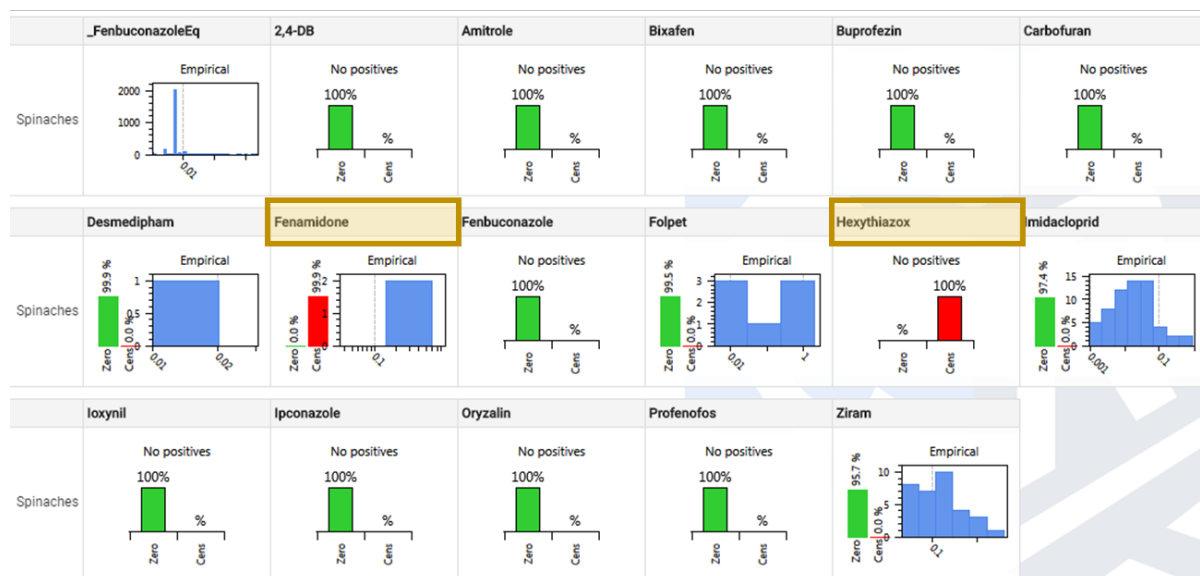 _FenbuconazoleEq 2,4-DB Amitrole Bixafen Buprofezin Carbofuran
Spinaches
Empirical
2000
1000
0
0.01
No positives
100%
%
Zero Cens
No positives
100%
%
Zero Cens
No positives
100%
%
Zero Cens
No positives
100%
%
Zero Cens
No positives
100%
%
Zero Cens
Desmedipham Fenamidone Fenbuconazole Folpet Hexythiazox Imidacloprid
Spinaches
99.9 %
0.0 %
Zero Cens
Empirical
1
0.5
0
0.01 0.02
0.0 %
99.9 %
Zero Cens
Empirical
2
1
0
0.1
No positives
100%
%
Zero Cens
99.5 %
0.0 %
Zero Cens
Empirical
3
2
1
0
0.01 1
No positives
%
100%
Zero Cens
97.4 %
0.0 %
Zero Cens
Empirical
15
10
5
0
0.001 0.1
Ioxynil Ipconazole Oryzalin Profenofos Ziram
Spinaches
No positives
100%
%
Zero Cens
No positives
100%
%
Zero Cens
No positives
100%
%
Zero Cens
No positives
100%
%
Zero Cens
95.7 %
0.0 %
Zero Cens
Empirical
10
5
0
0.1